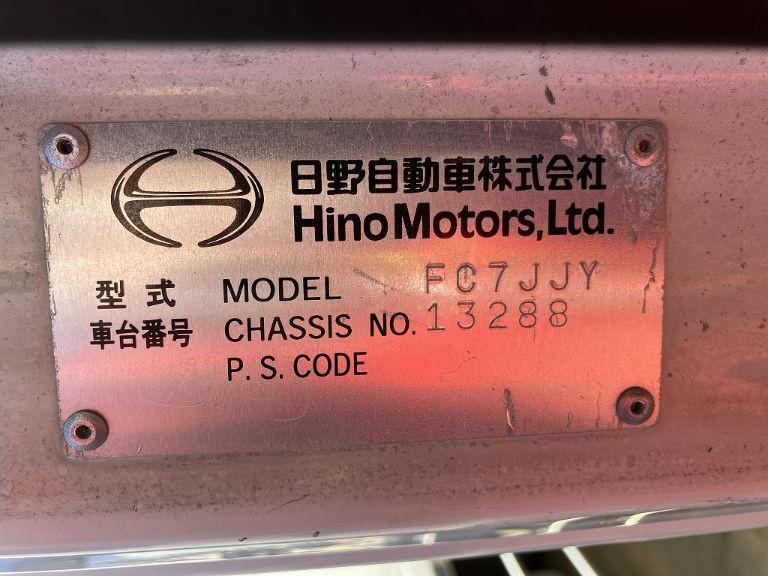 日野自動車株式会社
Hino Motors, Ltd.
型式 MODEL FC7JJY
車台番号 CHASSIS NO. 13288
P. S. CODE